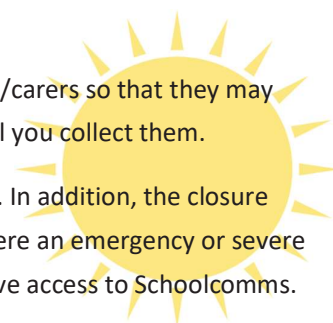 /carers so that they may
l you collect them.
. In addition, the closure
ere an emergency or severe
ve access to Schoolcomms.